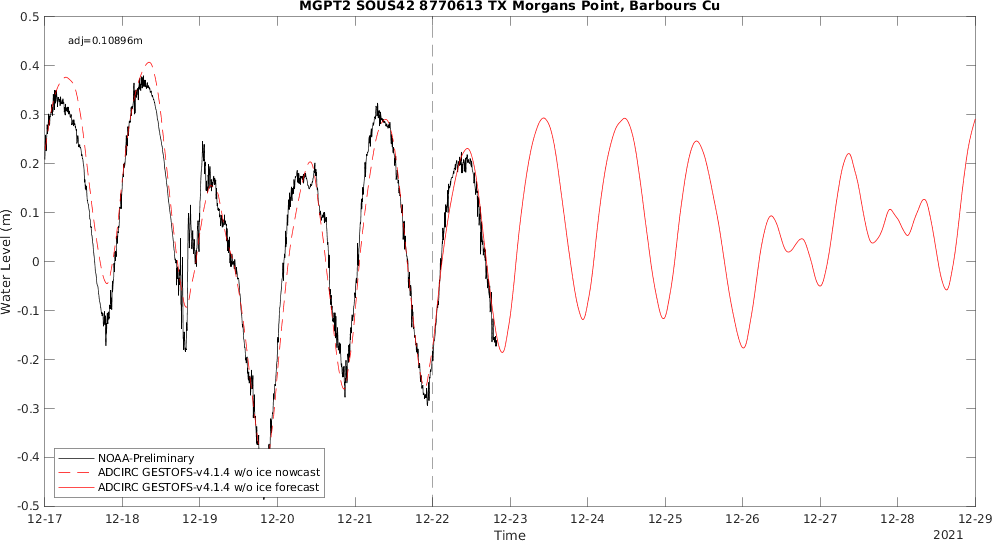 MGPT2 SOUS42 8770613 TX Morgans Point, Barbours Cu
adj=0.10896m
Water Level (m)
0.5
0.4
0.3
0.2
0.1
0
-0.1
-0.2
-0.3
-0.4
-0.5
NOAA-Preliminary
ADCIRC GESTOFS-v4.1.4 w/o ice nowcast
ADCIRC GESTOFS-v4.1.4 w/o ice forecast
12-17 12-18 12-19 12-20 12-21 12-22 12-23 12-24 12-25 12-26 12-27 12-28 12-29
Time
2021